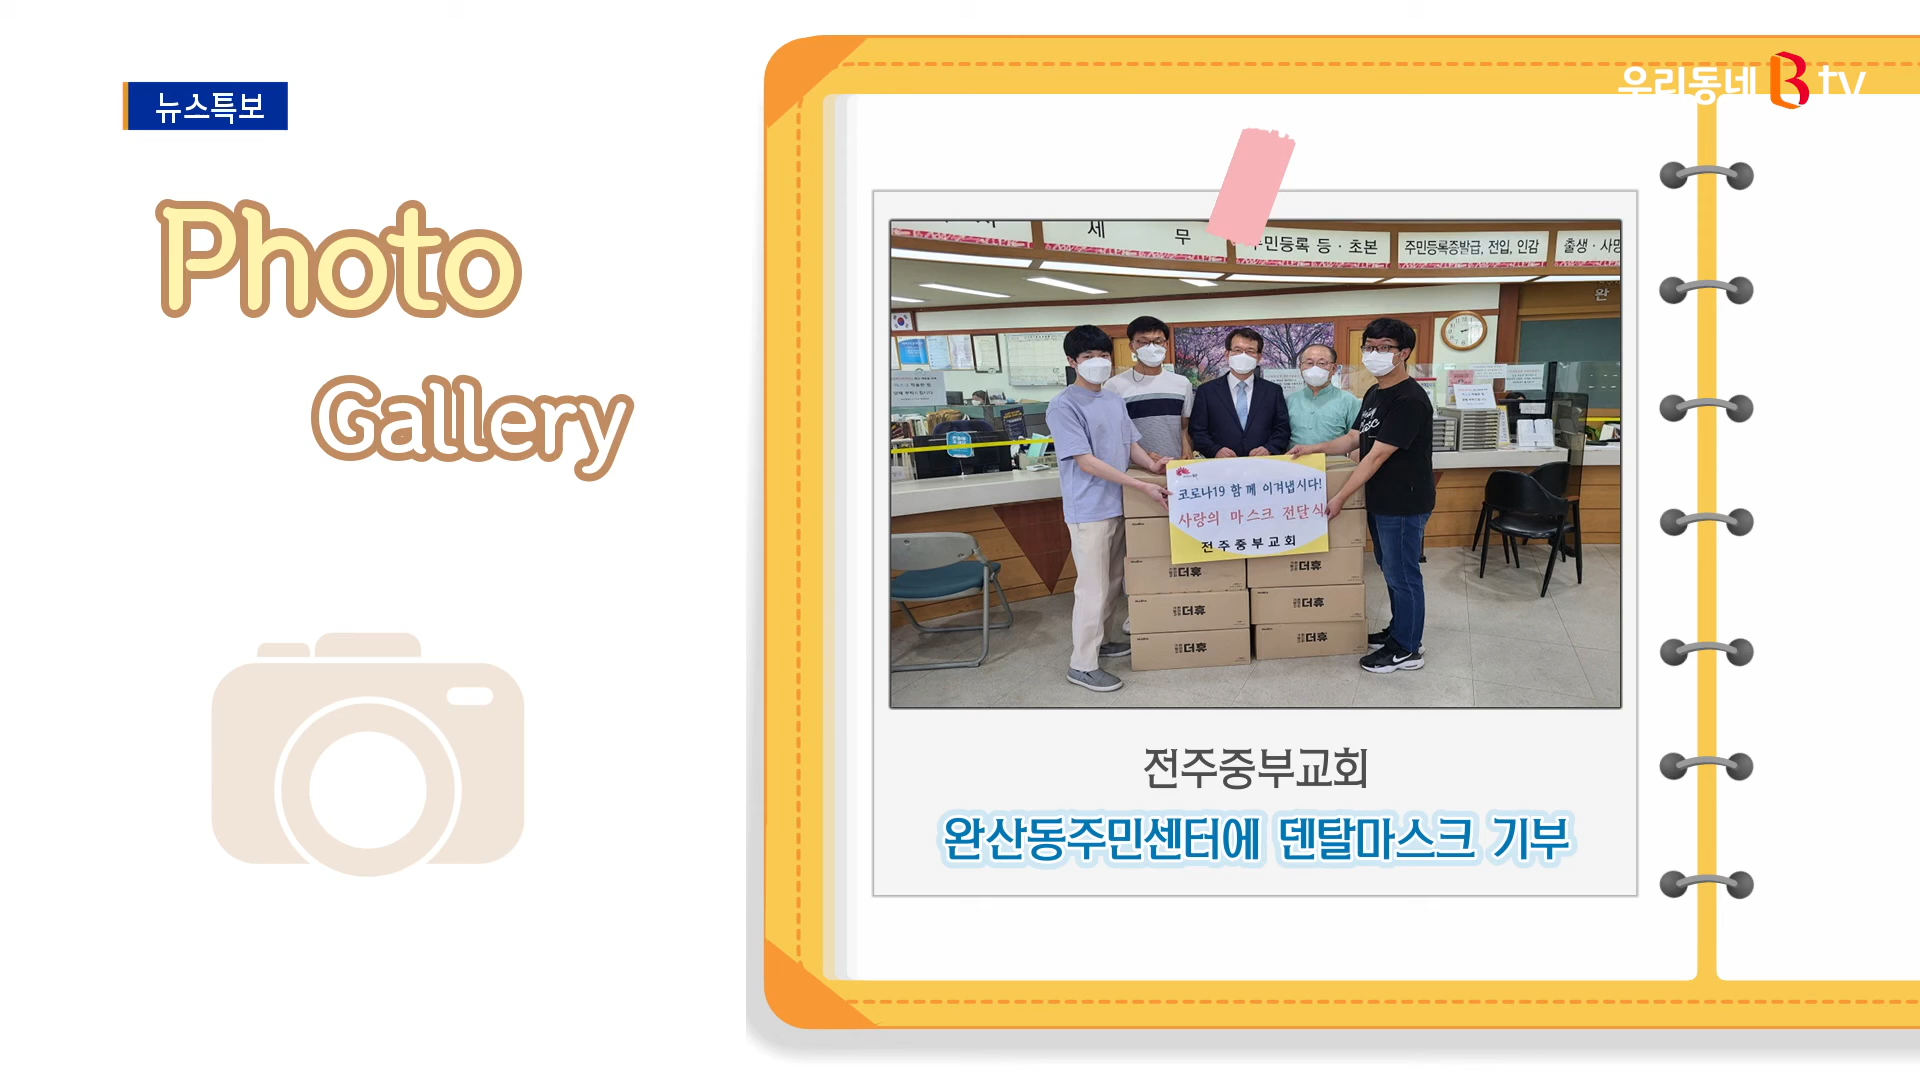 우리동네 B tv
뉴스특보
Photo
Gallery
세 무
주민등록 등 · 초본
주민등록증발급, 전입, 인감
출생 · 사망
완
코로나19 함께 이겨냅시다!
사랑의 마스크 전달식
전주중부교회
더휴
더휴
더휴
더휴
더휴
더휴
전주중부교회
완산동주민센터에 덴탈마스크 기부